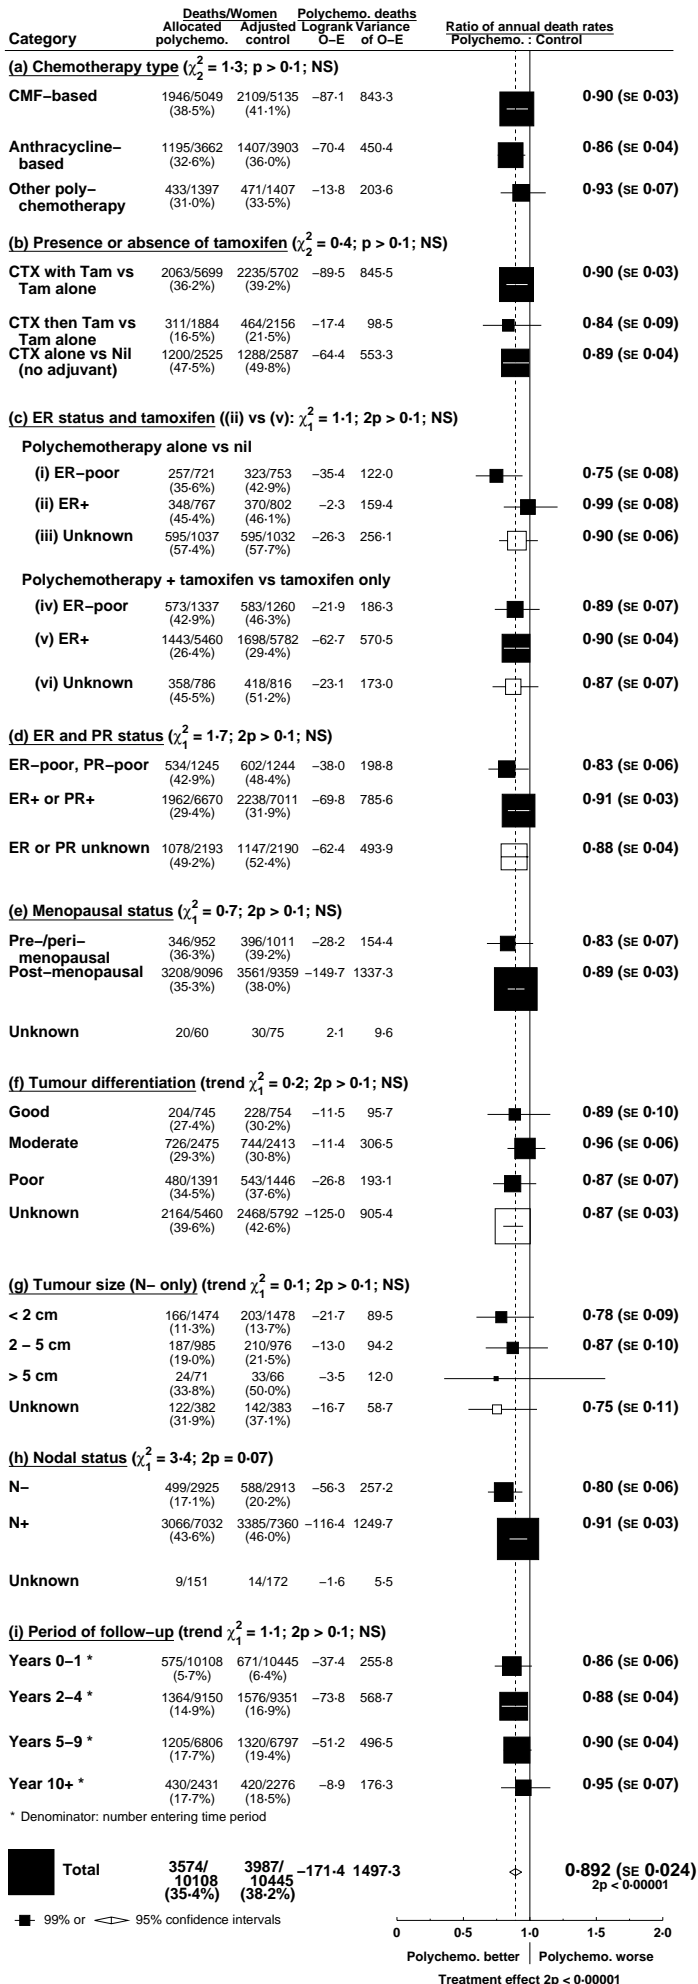 Deaths/Women Polychemo. deaths
Allocated Adjusted Logrank Variance Ratio of annual death rates
Category polychemo. control O–E of O–E Polychemo. : Control
(a) Chemotherapy type (χ²₂ = 1·3; p > 0·1; NS)
CMF–based 1946/5049 2109/5135 –87·1 843·3 0·90 (SE 0·03)
(38·5%) (41·1%)
Anthracycline– 1195/3662 1407/3903 –70·4 450·4 0·86 (SE 0·04)
based (32·6%) (36·0%)
Other poly– 433/1397 471/1407 –13·8 203·6 0·93 (SE 0·07)
chemotherapy (31·0%) (33·5%)
(b) Presence or absence of tamoxifen (χ²₂ = 0·4; p > 0·1; NS)
CTX with Tam vs 2063/5699 2235/5702 –89·5 845·5 0·90 (SE 0·03)
Tam alone (36·2%) (39·2%)
CTX then Tam vs 311/1884 464/2156 –17·4 98·5 0·84 (SE 0·09)
Tam alone (16·5%) (21·5%)
CTX alone vs Nil 1200/2525 1288/2587 –64·4 553·3 0·89 (SE 0·04)
(no adjuvant) (47·5%) (49·8%)
(c) ER status and tamoxifen ((ii) vs (v): χ²₁ = 1·1; 2p > 0·1; NS)
Polychemotherapy alone vs nil
(i) ER–poor 257/721 323/753 –35·4 122·0 0·75 (SE 0·08)
(35·6%) (42·9%)
(ii) ER+ 348/767 370/802 –2·3 159·4 0·99 (SE 0·08)
(45·4%) (46·1%)
(iii) Unknown 595/1037 595/1032 –26·3 256·1 0·90 (SE 0·06)
(57·4%) (57·7%)
Polychemotherapy + tamoxifen vs tamoxifen only
(iv) ER–poor 573/1337 583/1260 –21·9 186·3 0·89 (SE 0·07)
(42·9%) (46·3%)
(v) ER+ 1443/5460 1698/5782 –62·7 570·5 0·90 (SE 0·04)
(26·4%) (29·4%)
(vi) Unknown 358/786 418/816 –23·1 173·0 0·87 (SE 0·07)
(45·5%) (51·2%)
(d) ER and PR status (χ²₁ = 1·7; 2p > 0·1; NS)
ER–poor, PR–poor 534/1245 602/1244 –38·0 198·8 0·83 (SE 0·06)
(42·9%) (48·4%)
ER+ or PR+ 1962/6670 2238/7011 –69·8 785·6 0·91 (SE 0·03)
(29·4%) (31·9%)
ER or PR unknown 1078/2193 1147/2190 –62·4 493·9 0·88 (SE 0·04)
(49·2%) (52·4%)
(e) Menopausal status (χ²₁ = 0·7; 2p > 0·1; NS)
Pre–/peri– 346/952 396/1011 –28·2 154·4 0·83 (SE 0·07)
menopausal (36·3%) (39·2%)
Post–menopausal 3208/9096 3561/9359 –149·7 1337·3 0·89 (SE 0·03)
(35·3%) (38·0%)
Unknown 20/60 30/75 2·1 9·6
(f) Tumour differentiation (trend χ²₁ = 0·2; 2p > 0·1; NS)
Good 204/745 228/754 –11·5 95·7 0·89 (SE 0·10)
(27·4%) (30·2%)
Moderate 726/2475 744/2413 –11·4 306·5 0·96 (SE 0·06)
(29·3%) (30·8%)
Poor 480/1391 543/1446 –26·8 193·1 0·87 (SE 0·07)
(34·5%) (37·6%)
Unknown 2164/5460 2468/5792 –125·0 905·4 0·87 (SE 0·03)
(39·6%) (42·6%)
(g) Tumour size (N– only) (trend χ²₁ = 0·1; 2p > 0·1; NS)
< 2 cm 166/1474 203/1478 –21·7 89·5 0·78 (SE 0·09)
(11·3%) (13·7%)
2 – 5 cm 187/985 210/976 –13·0 94·2 0·87 (SE 0·10)
(19·0%) (21·5%)
> 5 cm 24/71 33/66 –3·5 12·0
(33·8%) (50·0%)
Unknown 122/382 142/383 –16·7 58·7 0·75 (SE 0·11)
(31·9%) (37·1%)
(h) Nodal status (χ²₁ = 3·4; 2p = 0·07)
N– 499/2925 588/2913 –56·3 257·2 0·80 (SE 0·06)
(17·1%) (20·2%)
N+ 3066/7032 3385/7360 –116·4 1249·7 0·91 (SE 0·03)
(43·6%) (46·0%)
Unknown 9/151 14/172 –1·6 5·5
(i) Period of follow–up (trend χ²₁ = 1·1; 2p > 0·1; NS)
Years 0–1 * 575/10108 671/10445 –37·4 255·8 0·86 (SE 0·06)
(5·7%) (6·4%)
Years 2–4 * 1364/9150 1576/9351 –73·8 568·7 0·88 (SE 0·04)
(14·9%) (16·9%)
Years 5–9 * 1205/6806 1320/6797 –51·2 496·5 0·90 (SE 0·04)
(17·7%) (19·4%)
Year 10+ * 430/2431 420/2276 –8·9 176·3 0·95 (SE 0·07)
(17·7%) (18·5%)
* Denominator: number entering time period
Total 3574/ 3987/ –171·4 1497·3 0·892 (SE 0·024)
10108 10445 2p < 0·00001
(35·4%) (38·2%)
99% or 95% confidence intervals
0 0·5 1·0 1·5 2·0
Polychemo. better Polychemo. worse
Treatment effect 2p < 0·00001